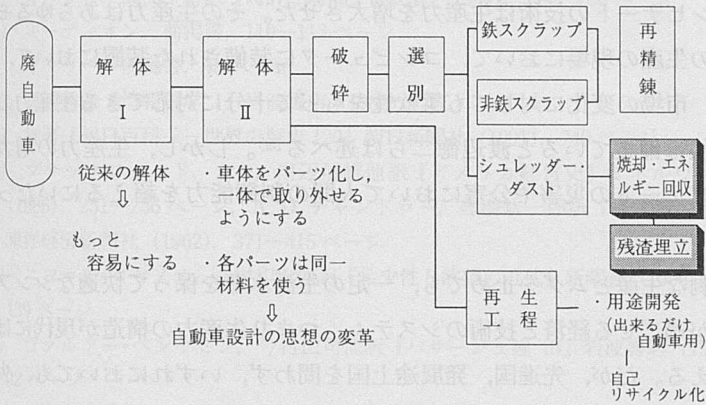 廃自動車
解体
Ⅰ
解体
Ⅱ
破砕
選別
鉄スクラップ
非鉄スクラップ
シュレッダー・
ダスト
再精錬
焼却・エネ
ルギー回収
残渣埋立
再生
工程
従来の解体
⇩
もっと
容易にする
・車体をパーツ化し，
一体で取り外せる
ようにする
・各パーツは同一
材料を使う
⇩
自動車設計の思想の変革
・用途開発
(出来るだけ
自動車用)
自己
リサイクル化